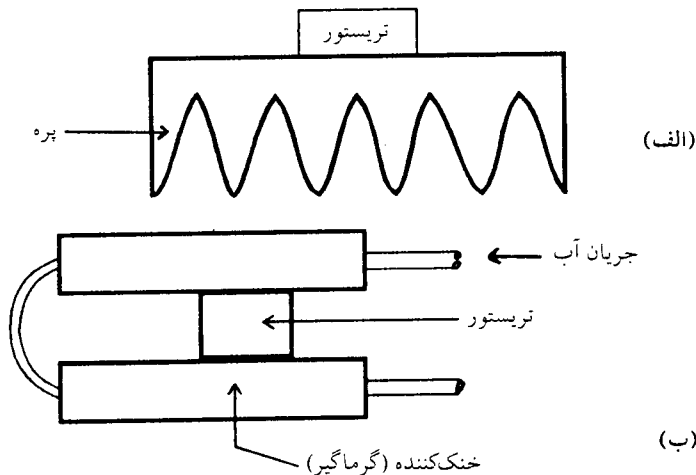 تریستور
پره
(الف)
جریان آب
تریستور
خنک‌کننده (گرماگیر)
(ب)